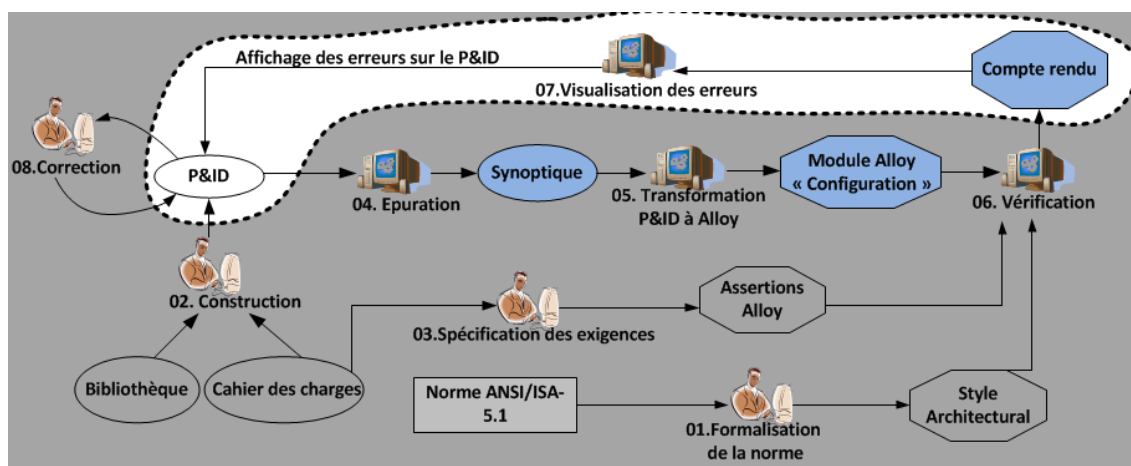 Affichage des erreurs sur le P&ID
Compte rendu
07.Visualisation des erreurs
08.Correction
P&ID
Synoptique
Module Alloy
« Configuration »
04. Epuration
05. Transformation
P&ID à Alloy
06. Vérification
02. Construction
Assertions
Alloy
03.Spécification des exigences
Bibliothèque
Cahier des charges
Norme ANSI/ISA-
5.1
Style
Architectural
01.Formalisation
de la norme